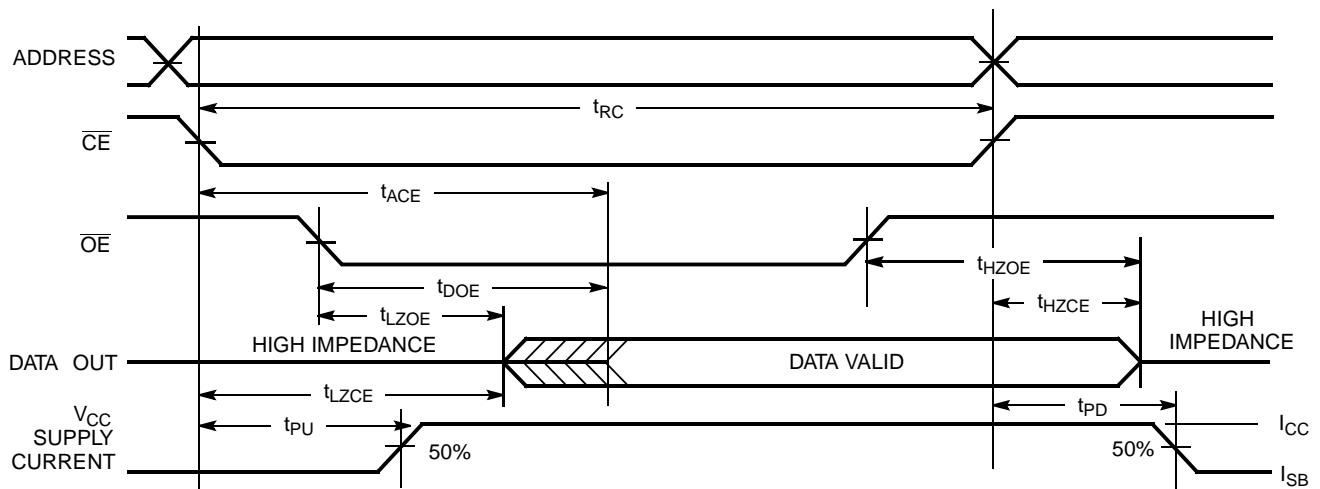 ADDRESS
tRC
CE
tACE
OE
tHZOE
tDOE
tHZCE
tLZOE
HIGH
IMPEDANCE
HIGH IMPEDANCE
DATA OUT
DATA VALID
tLZCE
tPD
VCC
SUPPLY
CURRENT
tPU
50%
50%
ICC
ISB